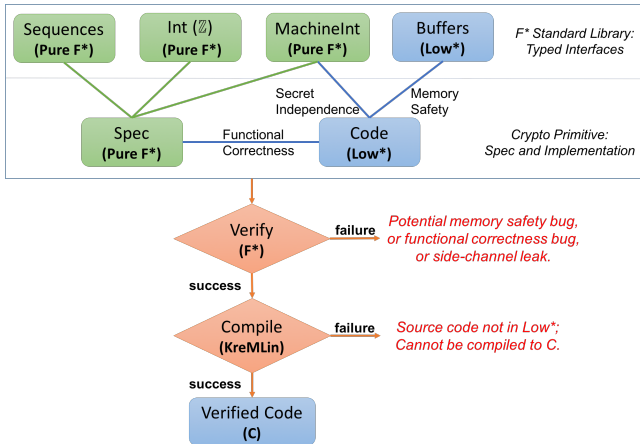 Sequences
(Pure F*)
Int (ℤ)
(Pure F*)
MachineInt
(Pure F*)
Buffers
(Low*)
F* Standard Library:
Typed Interfaces
Secret
Independence
Memory
Safety
Spec
(Pure F*)
Functional
Correctness
Code
(Low*)
Crypto Primitive:
Spec and Implementation
Verify
(F*)
failure
Potential memory safety bug,
or functional correctness bug,
or side-channel leak.
success
Compile
(KreMLin)
failure
Source code not in Low*;
Cannot be compiled to C.
success
Verified Code
(C)